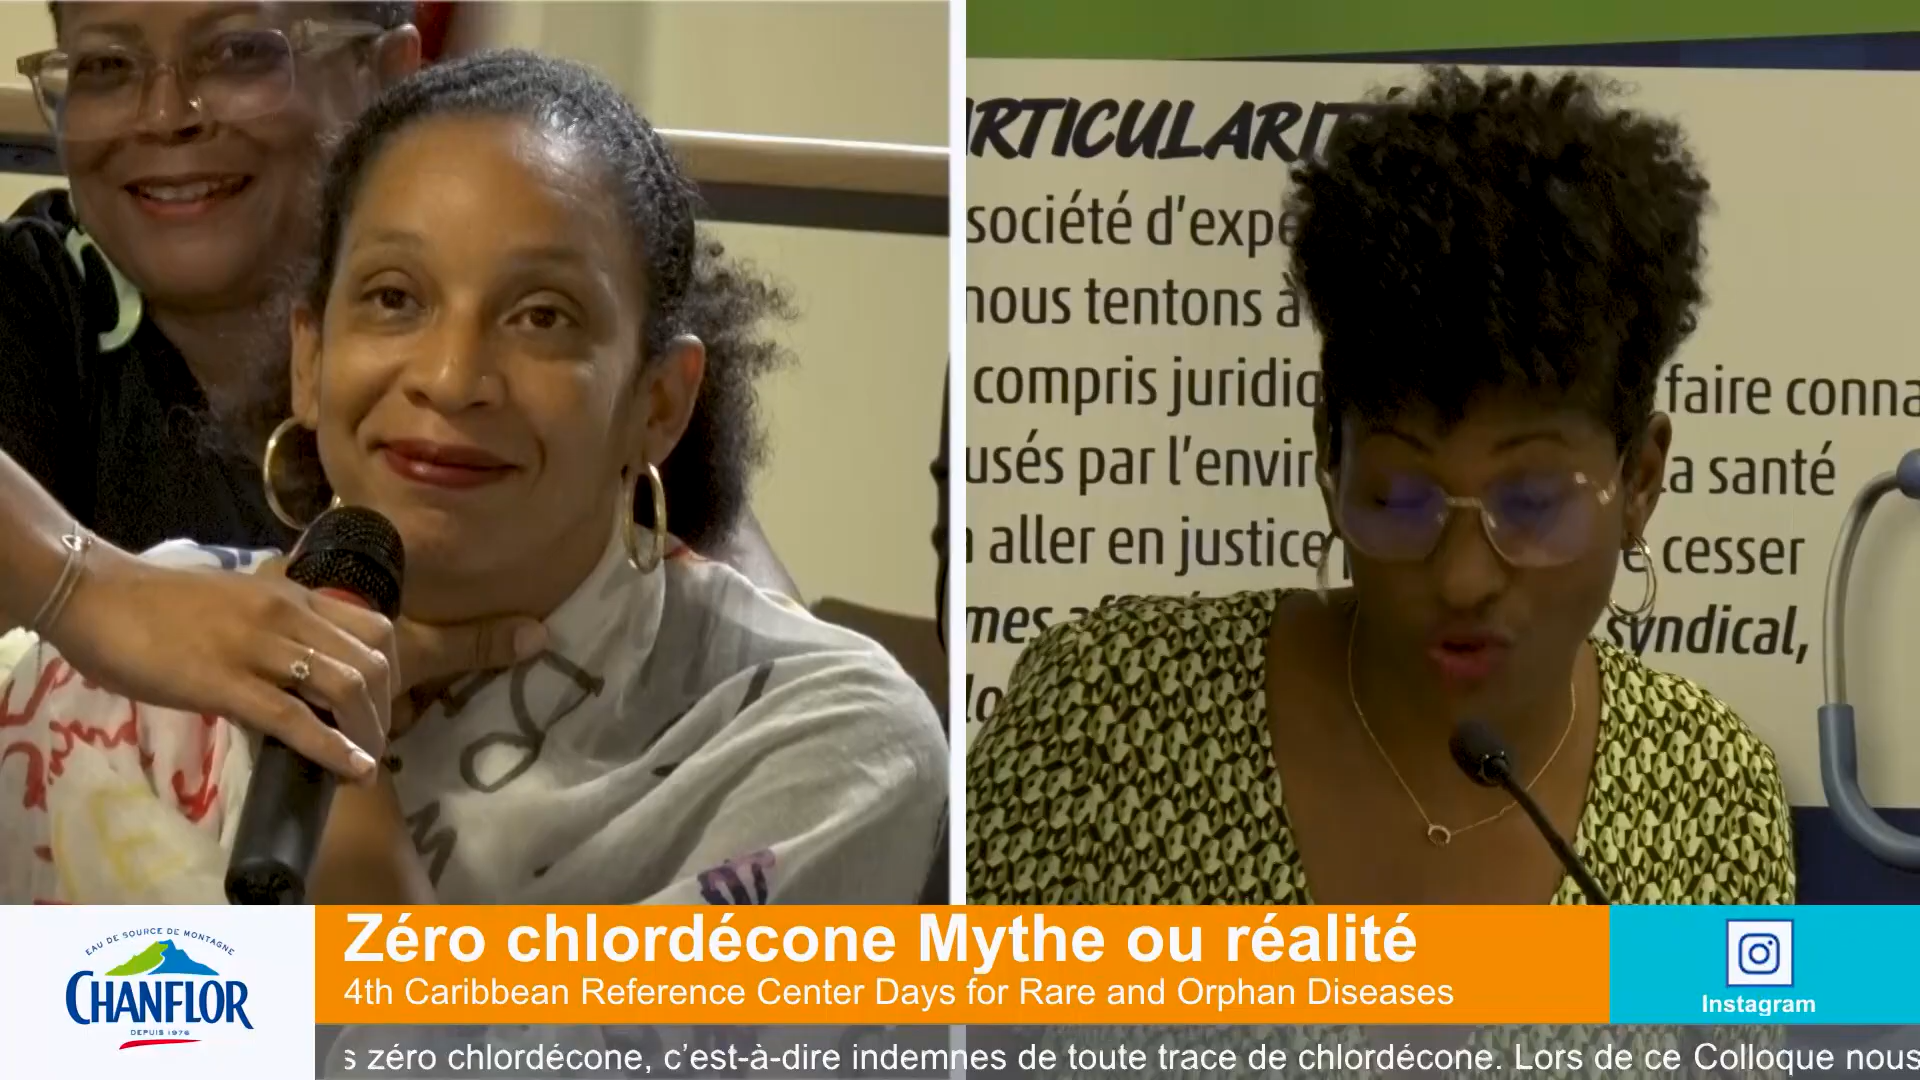 RTICULARIT
société d'expe
nous tentons à
compris juridiq
faire conna
usés par l'envir
la santé
aller en justice
cesser
mes
syndical,
EAU DE SOURCE DE MONTAGNE
CHANFLOR
DEPUIS 1976
Zéro chlordécone Mythe ou réalité
4th Caribbean Reference Center Days for Rare and Orphan Diseases
Instagram
s zéro chlordécone, c'est-à-dire indemnes de toute trace de chlordécone. Lors de ce Colloque nous